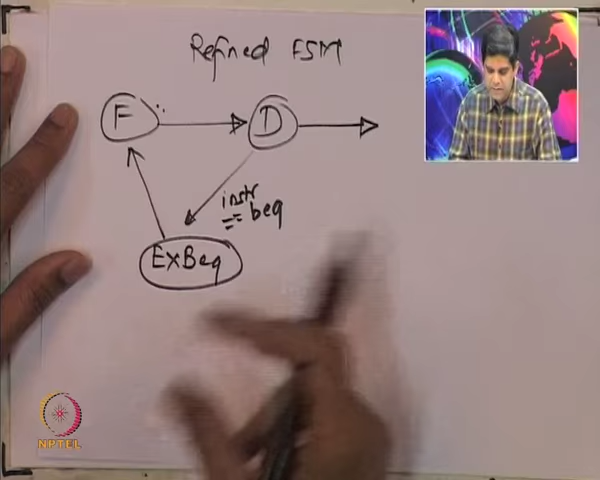 Refined FSM
F
D
instr
== beq
ExBeq
NPTEL